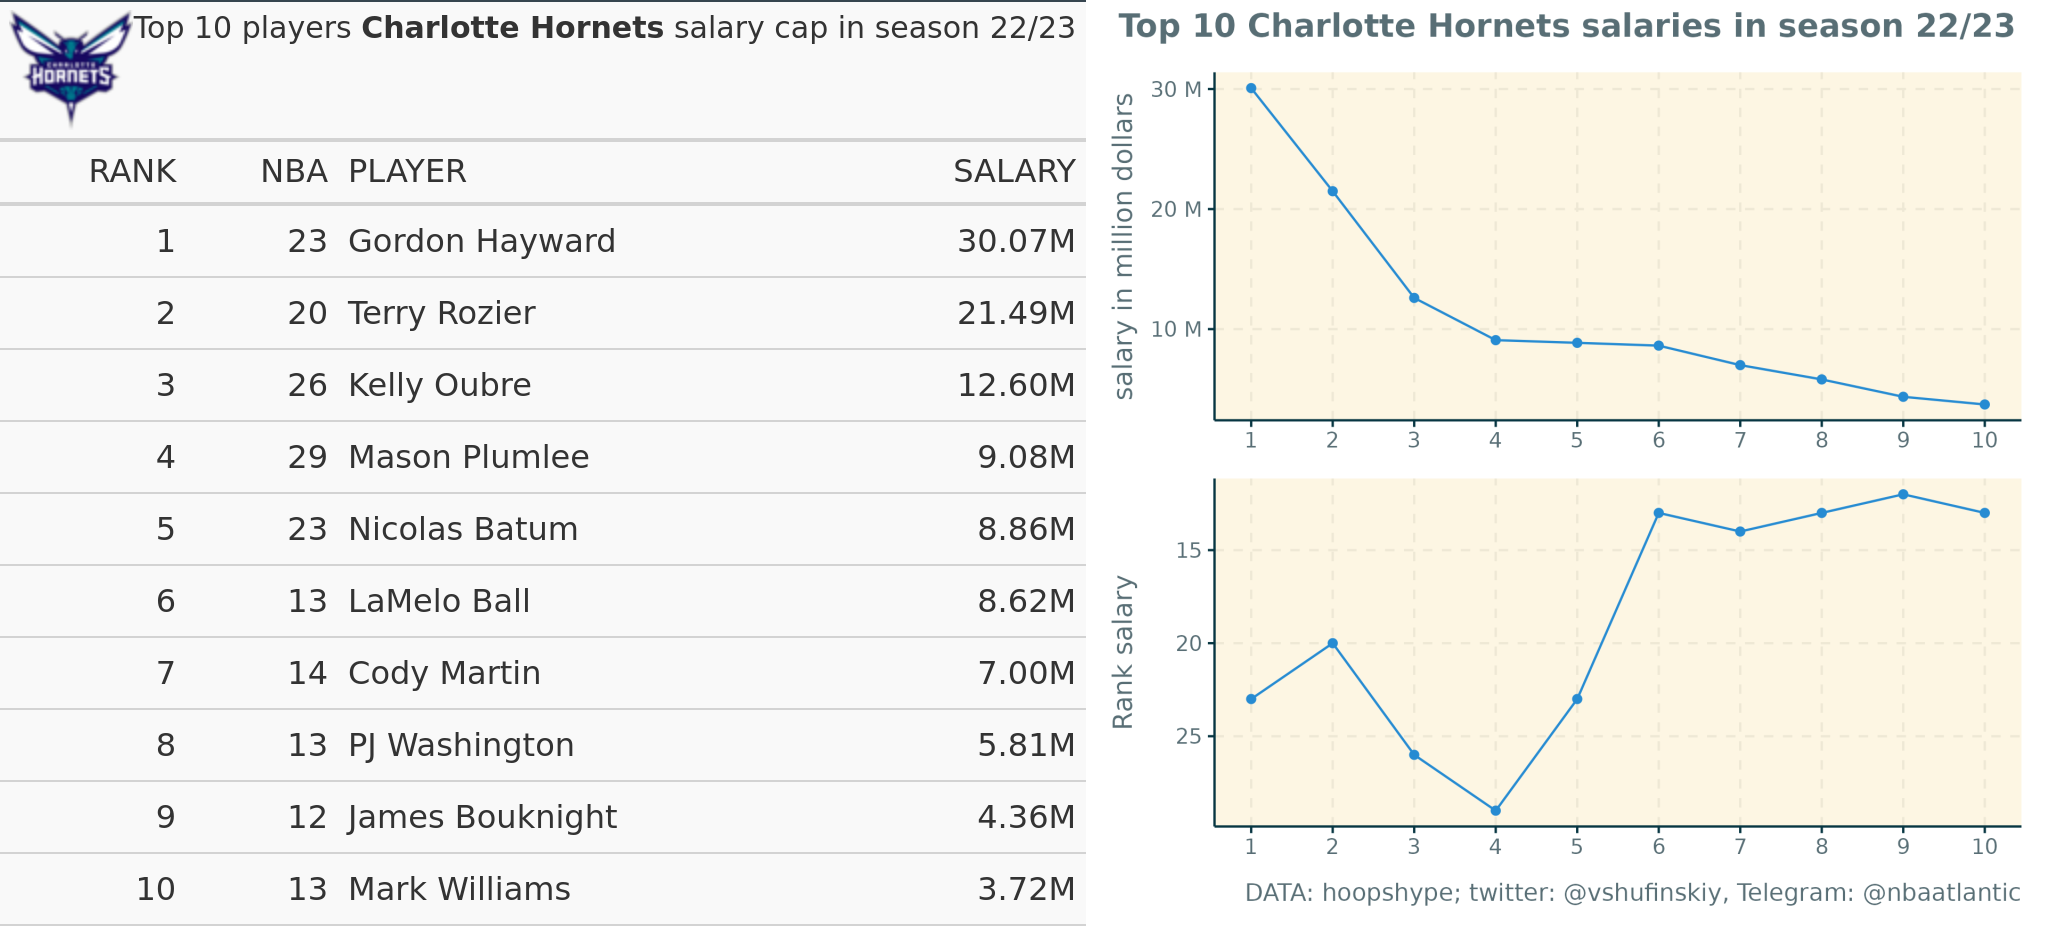 Top 10 players Charlotte Hornets salary cap in season 22/23
CHARLOTTE
HORNETS
RANK NBA PLAYER SALARY
1 23 Gordon Hayward 30.07M
2 20 Terry Rozier 21.49M
3 26 Kelly Oubre 12.60M
4 29 Mason Plumlee 9.08M
5 23 Nicolas Batum 8.86M
6 13 LaMelo Ball 8.62M
7 14 Cody Martin 7.00M
8 13 PJ Washington 5.81M
9 12 James Bouknight 4.36M
10 13 Mark Williams 3.72M
Top 10 Charlotte Hornets salaries in season 22/23
salary in million dollars
30 M
20 M
10 M
1 2 3 4 5 6 7 8 9 10
Rank salary
15
20
25
1 2 3 4 5 6 7 8 9 10
DATA: hoopshype; twitter: @vshufinskiy, Telegram: @nbaatlantic